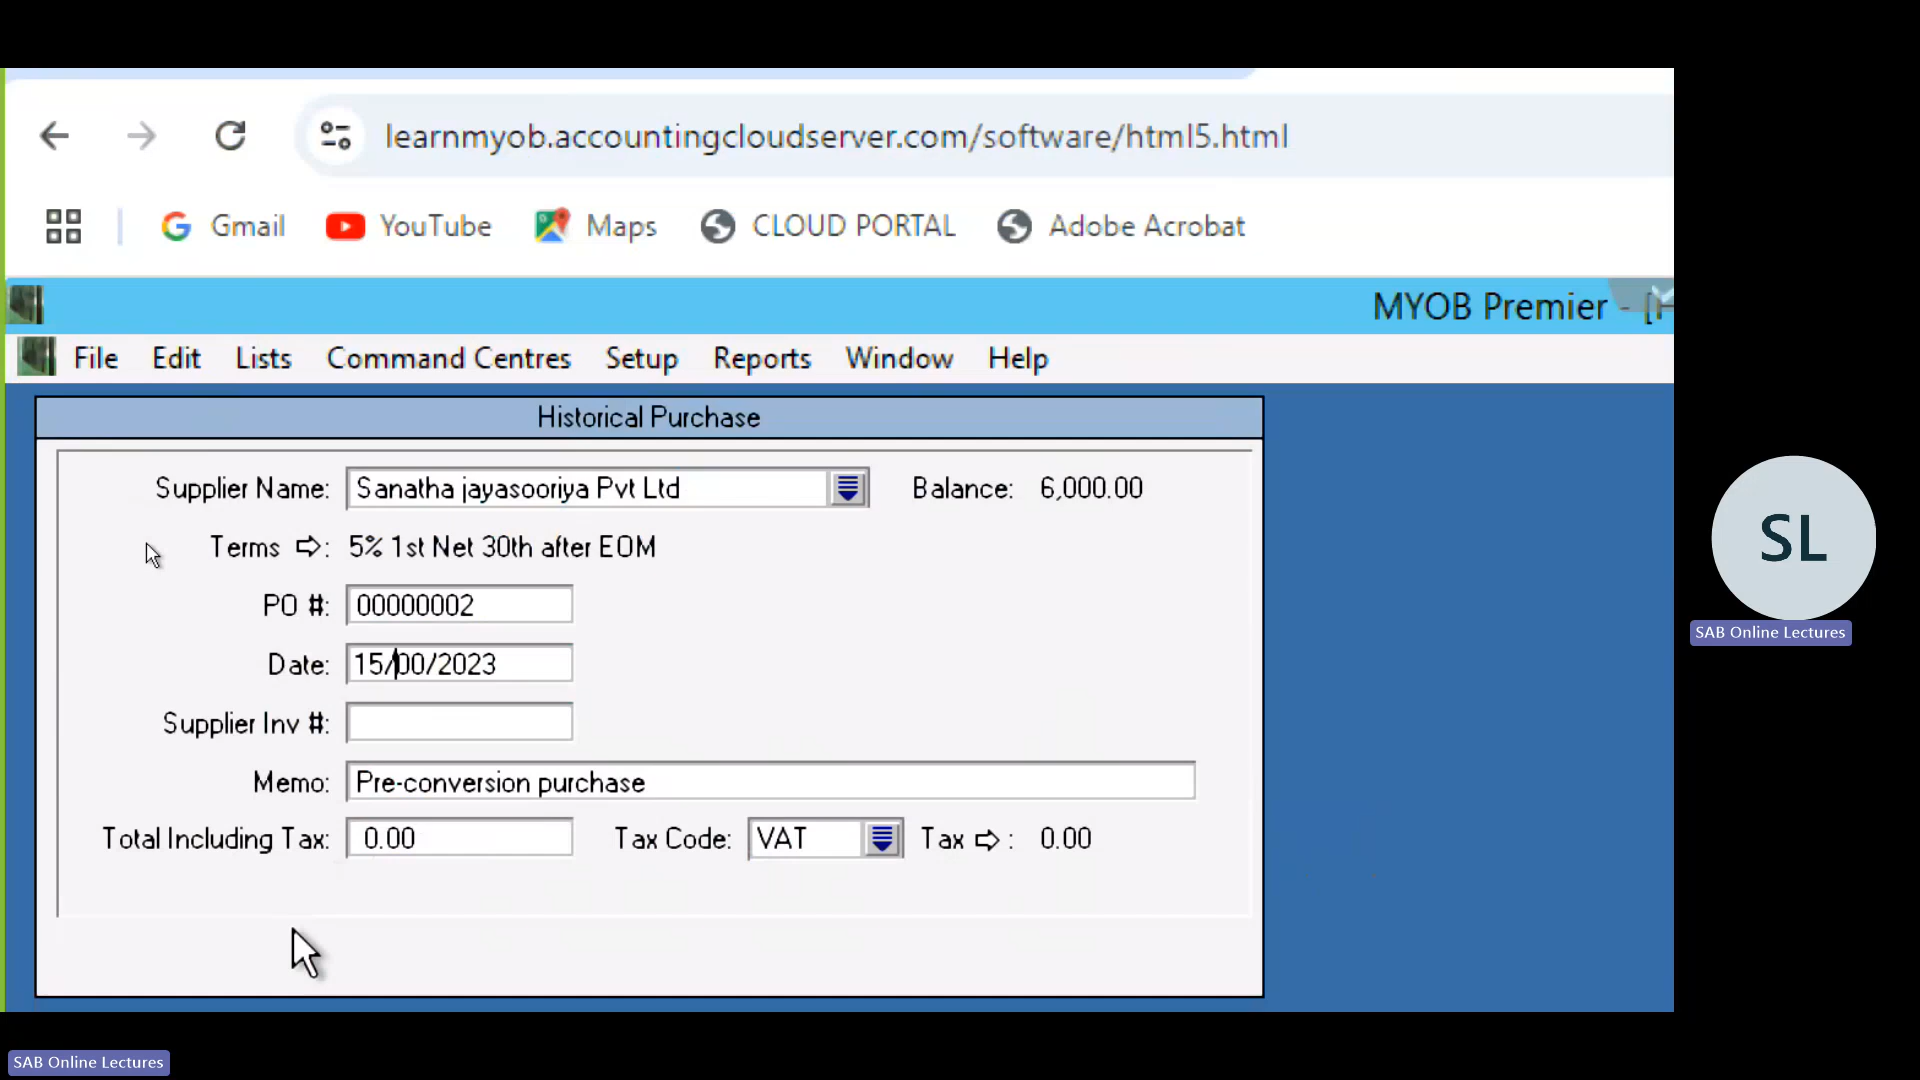 learnmyob.accountingcloudserver.com/software/html5.html
Gmail YouTube Maps CLOUD PORTAL Adobe Acrobat
MYOB Premier - [H
File Edit Lists Command Centres Setup Reports Window Help
Historical Purchase
Supplier Name: Sanatha jayasooriya Pvt Ltd Balance: 6,000.00
Terms : 5% 1st Net 30th after EOM
PO #: 00000002
Date: 15/00/2023
Supplier Inv #:
Memo: Pre-conversion purchase
Total Including Tax: 0.00 Tax Code: VAT Tax : 0.00
SL
SAB Online Lectures
SAB Online Lectures